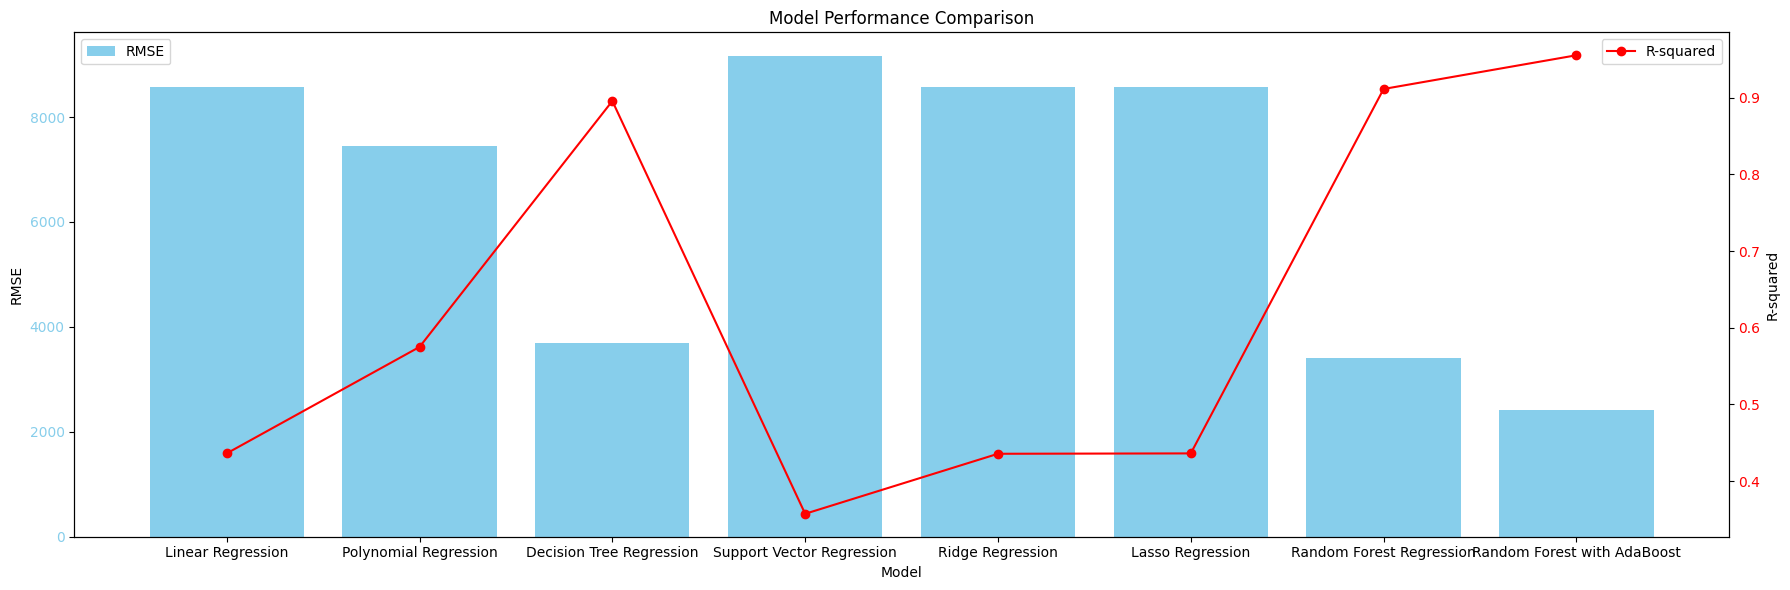 Model Performance Comparison
RMSE
R-squared
8000
6000
4000
2000
0
RMSE
0.9
0.8
0.7
0.6
0.5
0.4
R-squared
Linear Regression
Polynomial Regression
Decision Tree Regression
Support Vector Regression
Ridge Regression
Lasso Regression
Random Forest Regression
Random Forest with AdaBoost
Model